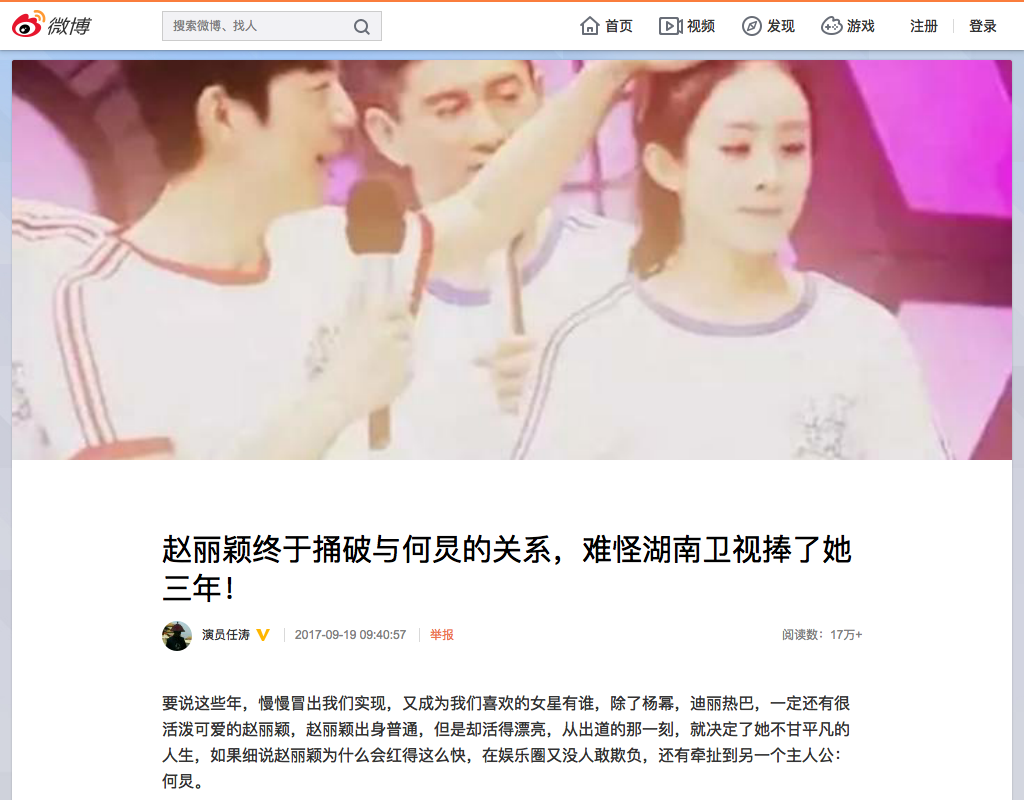 微博
搜索微博、找人
首页
视频
发现
游戏
注册
登录
赵丽颖终于捅破与何炅的关系，难怪湖南卫视捧了她
三年！
演员任涛
2017-09-19 09:40:57
举报
阅读数：17万+
要说这些年，慢慢冒出我们实现，又成为我们喜欢的女星有谁，除了杨幂，迪丽热巴，一定还有很
活泼可爱的赵丽颖，赵丽颖出身普通，但是却活得漂亮，从出道的那一刻，就决定了她不甘平凡的
人生，如果细说赵丽颖为什么会红得这么快，在娱乐圈又没人敢欺负，还有牵扯到另一个主人公：
何炅。